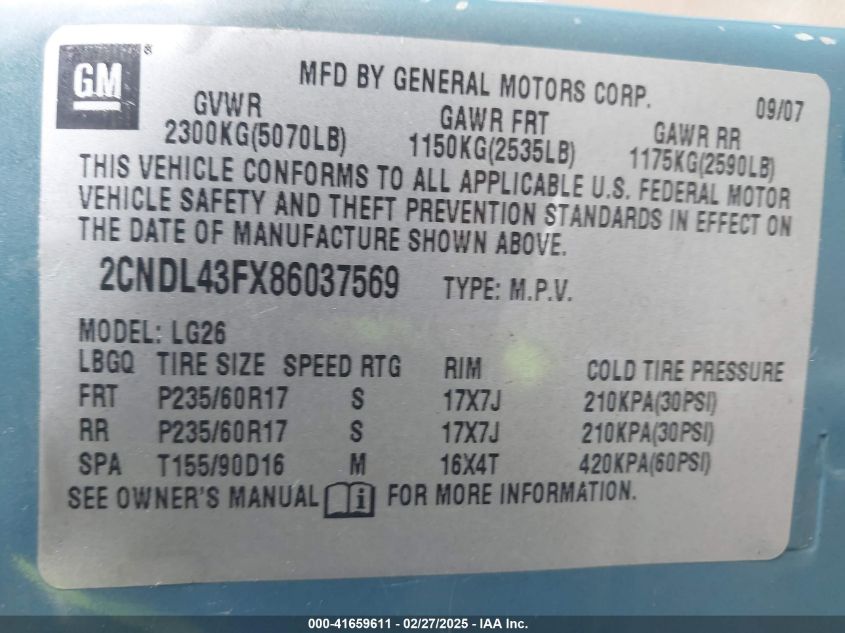 GM ®
MFD BY GENERAL MOTORS CORP.
09/07
GVWR GAWR FRT GAWR RR
2300KG(5070LB) 1150KG(2535LB) 1175KG(2590LB)
THIS VEHICLE CONFORMS TO ALL APPLICABLE U.S. FEDERAL MOTOR
VEHICLE SAFETY AND THEFT PREVENTION STANDARDS IN EFFECT ON
THE DATE OF MANUFACTURE SHOWN ABOVE.
2CNDL43FX86037569 TYPE: M.P.V.
MODEL: LG26
LBGQ TIRE SIZE SPEED RTG RIM COLD TIRE PRESSURE
FRT P235/60R17 S 17X7J 210KPA(30PSI)
RR P235/60R17 S 17X7J 210KPA(30PSI)
SPA T155/90D16 M 16X4T 420KPA(60PSI)
SEE OWNER'S MANUAL FOR MORE INFORMATION.
000-41659611 - 02/27/2025 - IAA Inc.